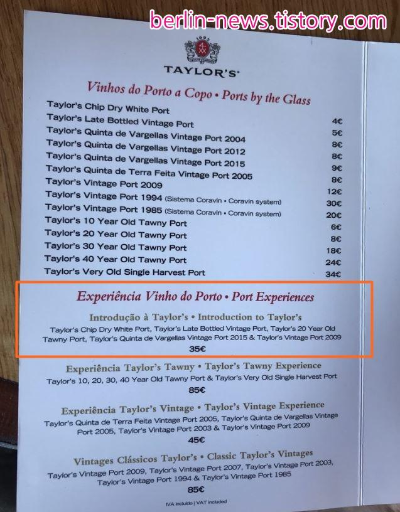 berlin-news.tistory.com
1692
TAYLOR'S®
Vinhos do Porto a Copo • Ports by the Glass
Taylor's Chip Dry White Port 4€
Taylor's Late Bottled Vintage Port 5€
Taylor's Quinta de Vargellas Vintage Port 2004 9€
Taylor's Quinta de Vargellas Vintage Port 2012 8€
Taylor's Quinta de Vargellas Vintage Port 2015 9€
Taylor's Quinta de Terra Feita Vintage Port 2005 8€
Taylor's Vintage Port 2009 12€
Taylor's Vintage Port 1994 (Sistema Coravin • Coravin system) 30€
Taylor's Vintage Port 1985 (Sistema Coravin • Coravin system) 20€
Taylor's 10 Year Old Tawny Port 6€
Taylor's 20 Year Old Tawny Port 8€
Taylor's 30 Year Old Tawny Port 18€
Taylor's 40 Year Old Tawny Port 24€
Taylor's Very Old Single Harvest Port 34€
Experiência Vinho do Porto • Port Experiences
Introdução à Taylor's • Introduction to Taylor's
Taylor's Chip Dry White Port, Taylor's Late Bottled Vintage Port, Taylor's 20 Year Old
Tawny Port, Taylor's Quinta de Vargellas Vintage Port 2015 & Taylor's Vintage Port 2009
35€
Experiência Taylor's Tawny • Taylor's Tawny Experience
Taylor's 10, 20, 30, 40 Year Old Tawny Port & Taylor's Very Old Single Harvest Port
85€
Experiência Taylor's Vintage • Taylor's Vintage Experience
Taylor's Quinta de Terra Feita Vintage Port 2005, Taylor's Quinta de Vargellas Vintage
Port 2005, Taylor's Vintage Port 2003 & Taylor's Vintage Port 2009
45€
Vintages Clássicos Taylor's • Classic Taylor's Vintages
Taylor's Vintage Port 2009, Taylor's Vintage Port 2007, Taylor's Vintage Port 2003,
Taylor's Vintage Port 1994 & Taylor's Vintage Port 1985
85€
IVA incluído | VAT included